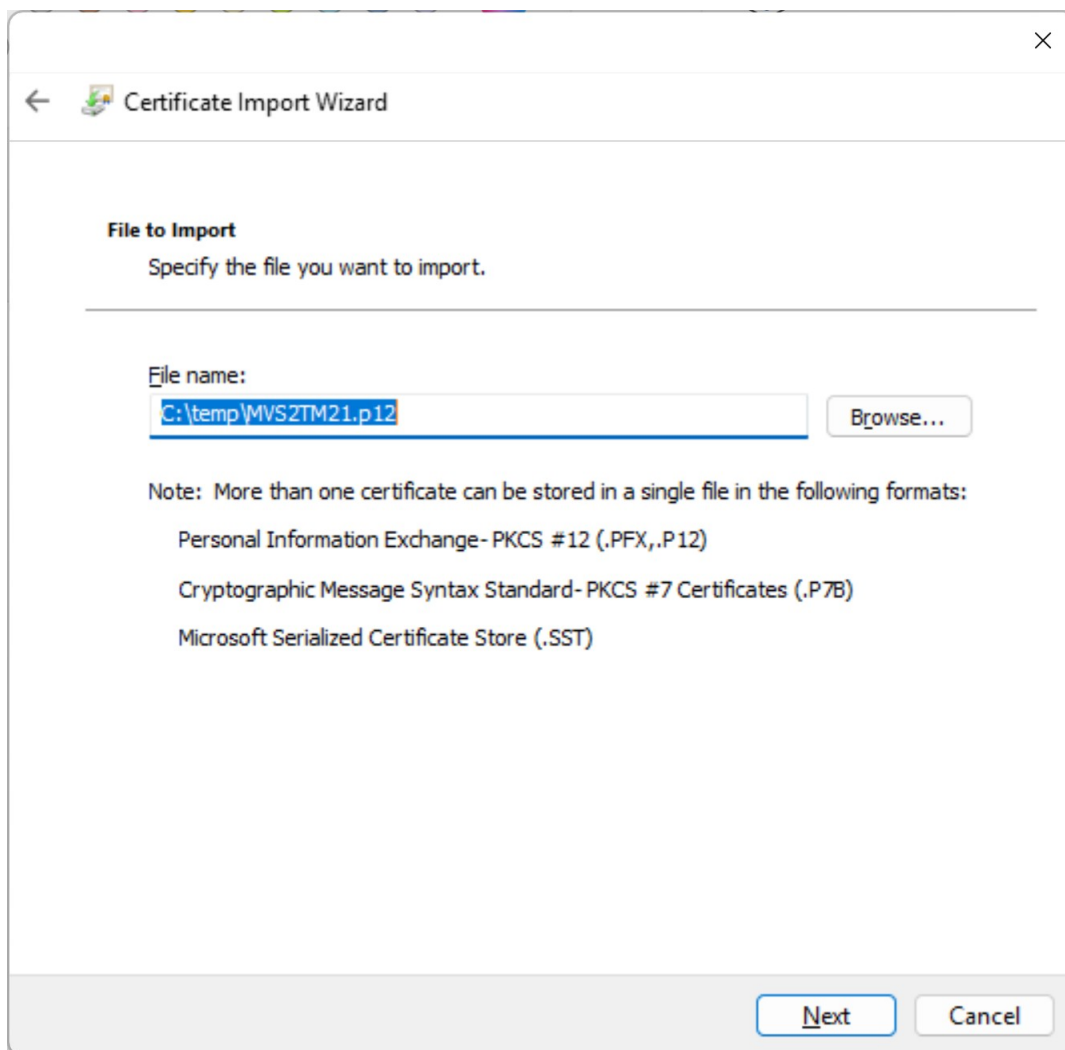 Certificate Import Wizard
File to Import
Specify the file you want to import.
File name:
C:\temp\MVS2TM21.p12
Browse...
Note:  More than one certificate can be stored in a single file in the following formats:
Personal Information Exchange- PKCS #12 (.PFX,.P12)
Cryptographic Message Syntax Standard- PKCS #7 Certificates (.P7B)
Microsoft Serialized Certificate Store (.SST)
Next
Cancel